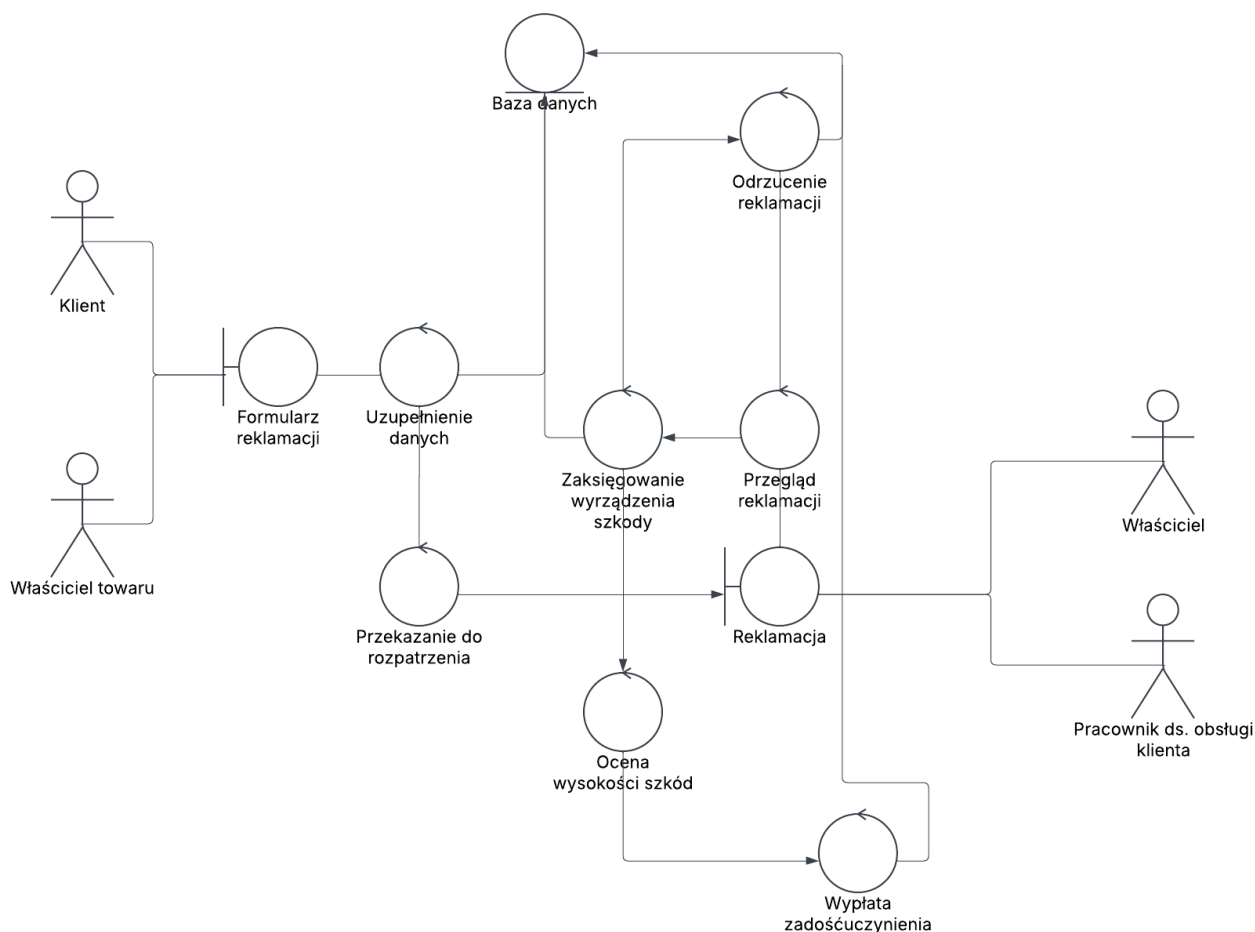 Baza danych
Odrzucenie
reklamacji
Klient
Formularz
reklamacji
Uzupełnienie
danych
Zaksięgowanie
wyrządzenia
szkody
Przegląd
reklamacji
Właściciel
Właściciel towaru
Przekazanie do
rozpatrzenia
Reklamacja
Pracownik ds. obsługi
klienta
Ocena
wysokości szkód
Wypłata
zadośćuczynienia